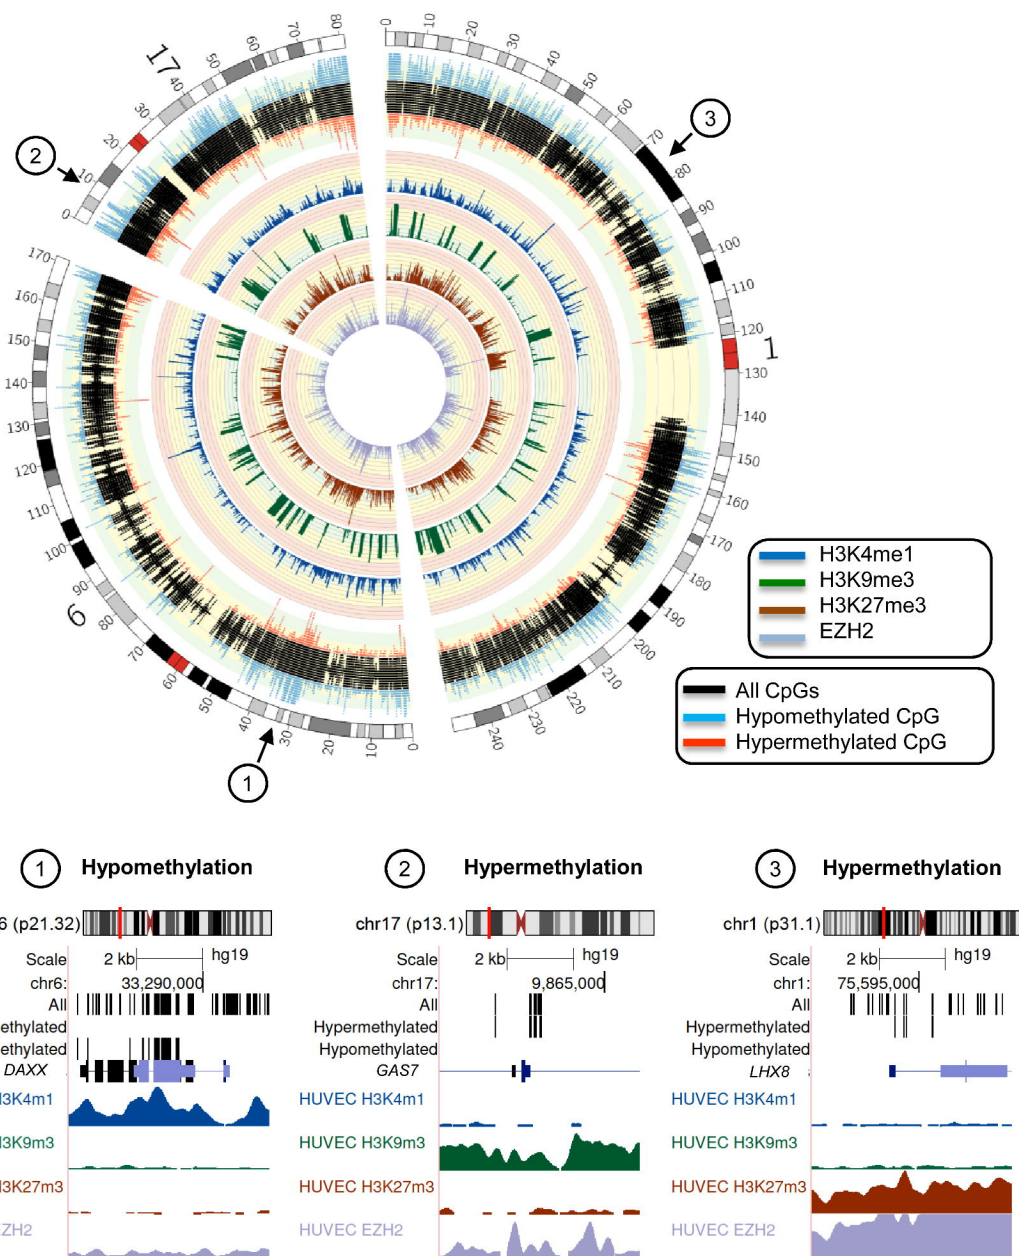 0 10 20 30 40 50 60 70 80 90 100 110 120 130 140 150 160 170 180 190 200 210 220 230 240
1
0 10 20 30 40 50 60 70 80 90 100 110 120 130 140 150 160 170
6
0 10 20 30 40 50 60 70 80
17
2
3
1
H3K4me1
H3K9me3
H3K27me3
EZH2
All CpGs
Hypomethylated CpG
Hypermethylated CpG
1 Hypomethylation
6 (p21.32)
Scale 2 kb hg19
chr6: 33,290,000
All
ethylated
ethylated
DAXX
H3K4m1
H3K9m3
H3K27m3
EZH2
2 Hypermethylation
chr17 (p13.1)
Scale 2 kb hg19
chr17: 9,865,000
All
Hypermethylated
Hypomethylated
GAS7
HUVEC H3K4m1
HUVEC H3K9m3
HUVEC H3K27m3
HUVEC EZH2
3 Hypermethylation
chr1 (p31.1)
Scale 2 kb hg19
chr1: 75,595,000
All
Hypermethylated
Hypomethylated
LHX8
HUVEC H3K4m1
HUVEC H3K9m3
HUVEC H3K27m3
HUVEC EZH2